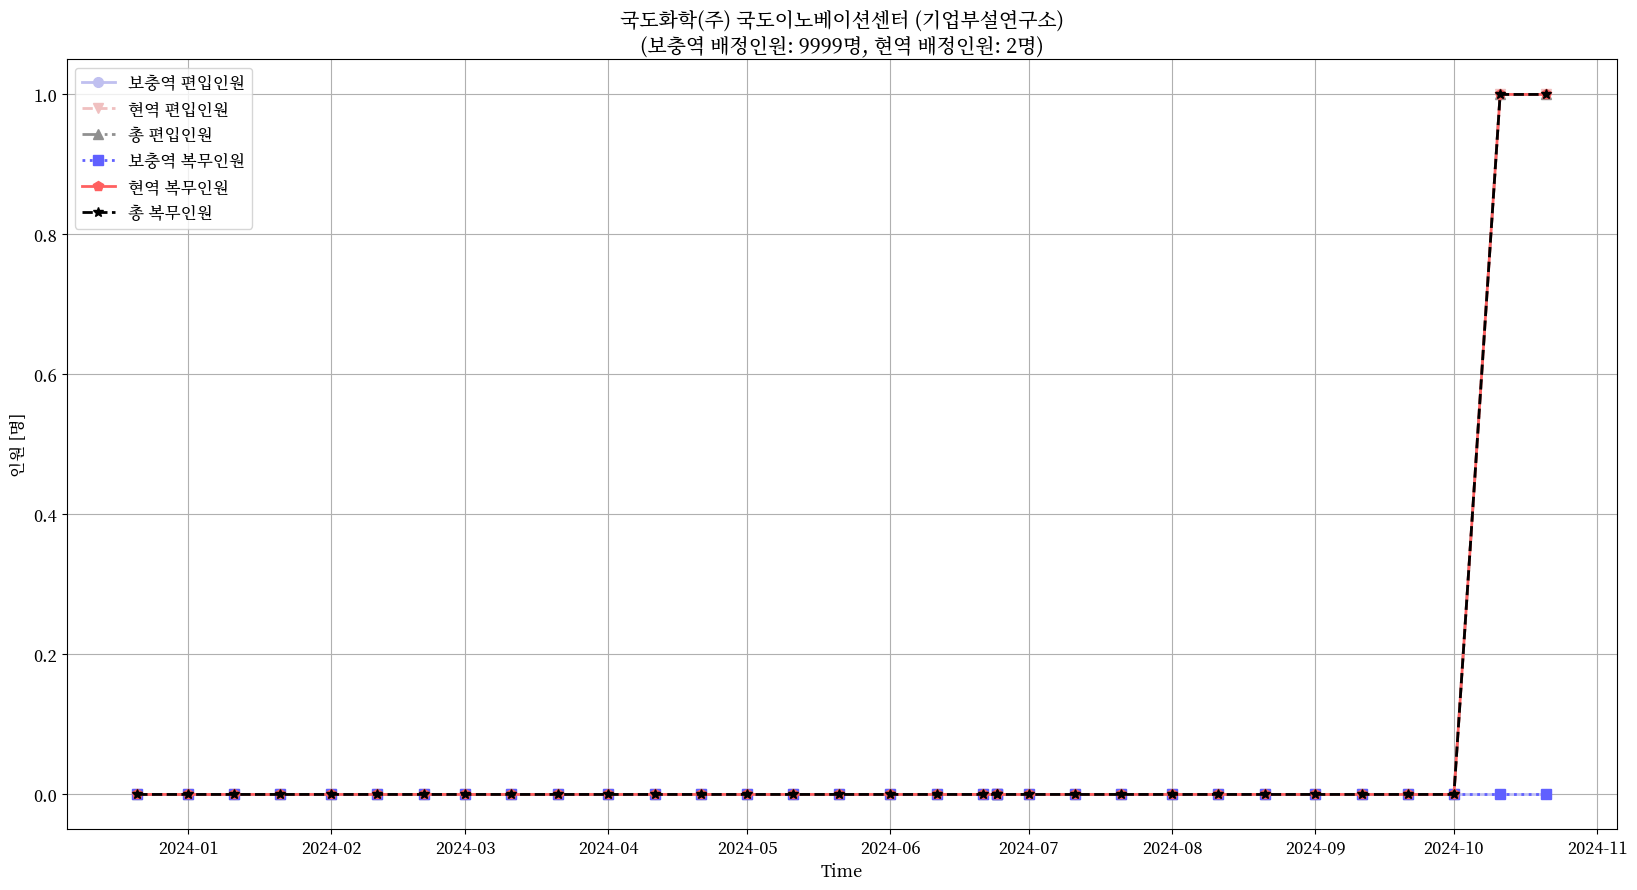 국도화학(주) 국도이노베이션센터 (기업부설연구소)
(보충역 배정인원: 9999명, 현역 배정인원: 2명)
보충역 편입인원
현역 편입인원
총 편입인원
보충역 복무인원
현역 복무인원
총 복무인원
1.0
0.8
0.6
0.4
0.2
0.0
인원 [명]
2024-01 2024-02 2024-03 2024-04 2024-05 2024-06 2024-07 2024-08 2024-09 2024-10 2024-11
Time